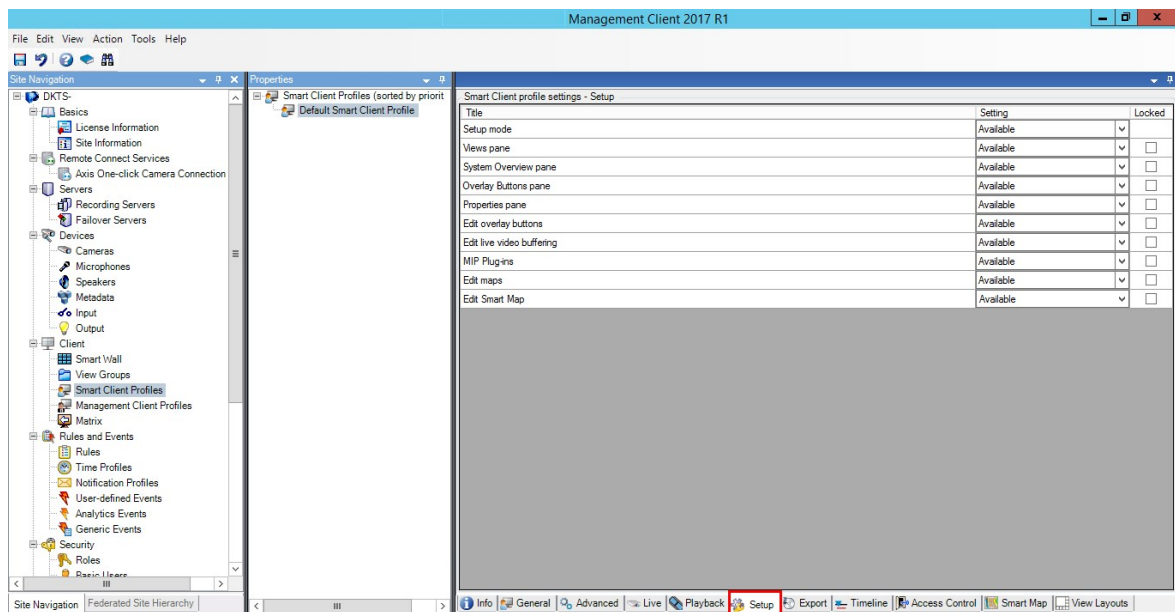 Management Client 2017 R1
File Edit View Action Tools Help
Site Navigation
DKTS-
Basics
License Information
Site Information
Remote Connect Services
Axis One-click Camera Connection
Servers
Recording Servers
Failover Servers
Devices
Cameras
Microphones
Speakers
Metadata
Input
Output
Client
Smart Wall
View Groups
Smart Client Profiles
Management Client Profiles
Matrix
Rules and Events
Rules
Time Profiles
Notification Profiles
User-defined Events
Analytics Events
Generic Events
Security
Roles
Basic Users
Site Navigation Federated Site Hierarchy
Properties
Smart Client Profiles (sorted by priorit
Default Smart Client Profile
Smart Client profile settings - Setup
Title Setting Locked
Setup mode Available
Views pane Available
System Overview pane Available
Overlay Buttons pane Available
Properties pane Available
Edit overlay buttons Available
Edit live video buffering Available
MIP Plug-ins Available
Edit maps Available
Edit Smart Map Available
Info General Advanced Live Playback Setup Export Timeline Access Control Smart Map View Layouts